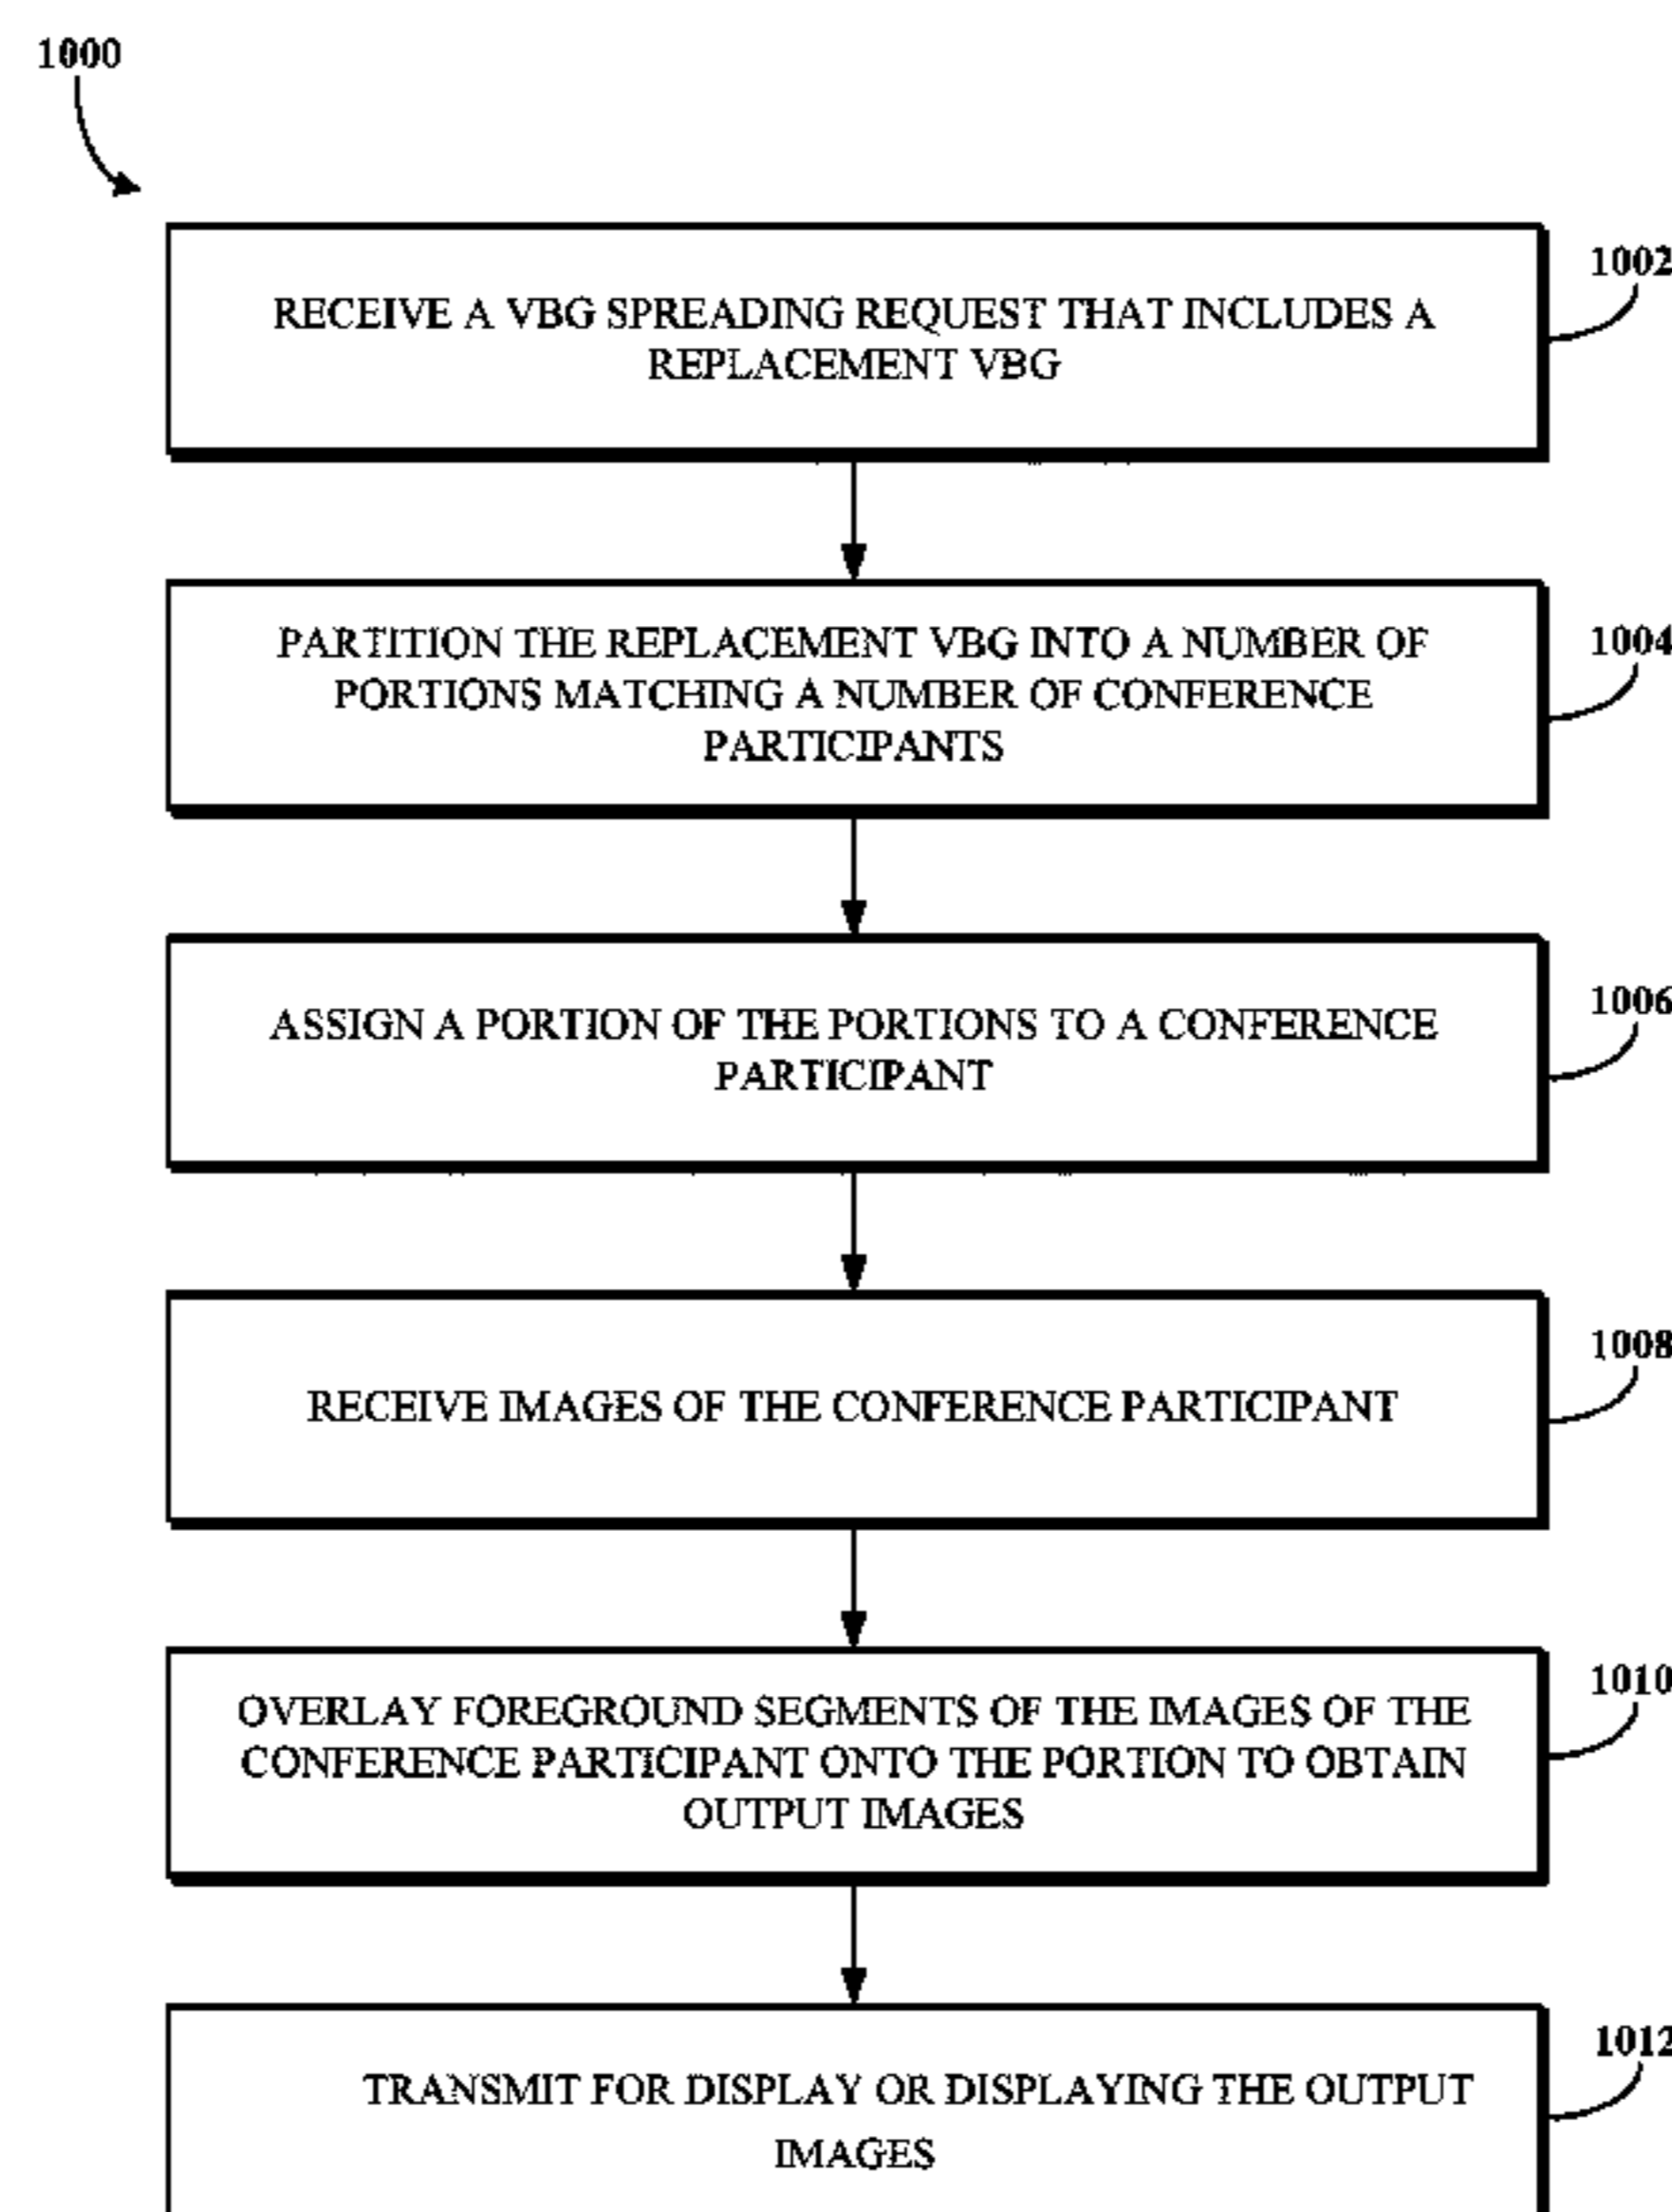 1000
1002
RECEIVE A VBG SPREADING REQUEST THAT INCLUDES A
REPLACEMENT VBG
1004
PARTITION THE REPLACEMENT VBG INTO A NUMBER OF
PORTIONS MATCHING A NUMBER OF CONFERENCE
PARTICIPANTS
1006
ASSIGN A PORTION OF THE PORTIONS TO A CONFERENCE
PARTICIPANT
1008
RECEIVE IMAGES OF THE CONFERENCE PARTICIPANT
1010
OVERLAY FOREGROUND SEGMENTS OF THE IMAGES OF THE
CONFERENCE PARTICIPANT ONTO THE PORTION TO OBTAIN
OUTPUT IMAGES
1012
TRANSMIT FOR DISPLAY OR DISPLAYING THE OUTPUT
IMAGES